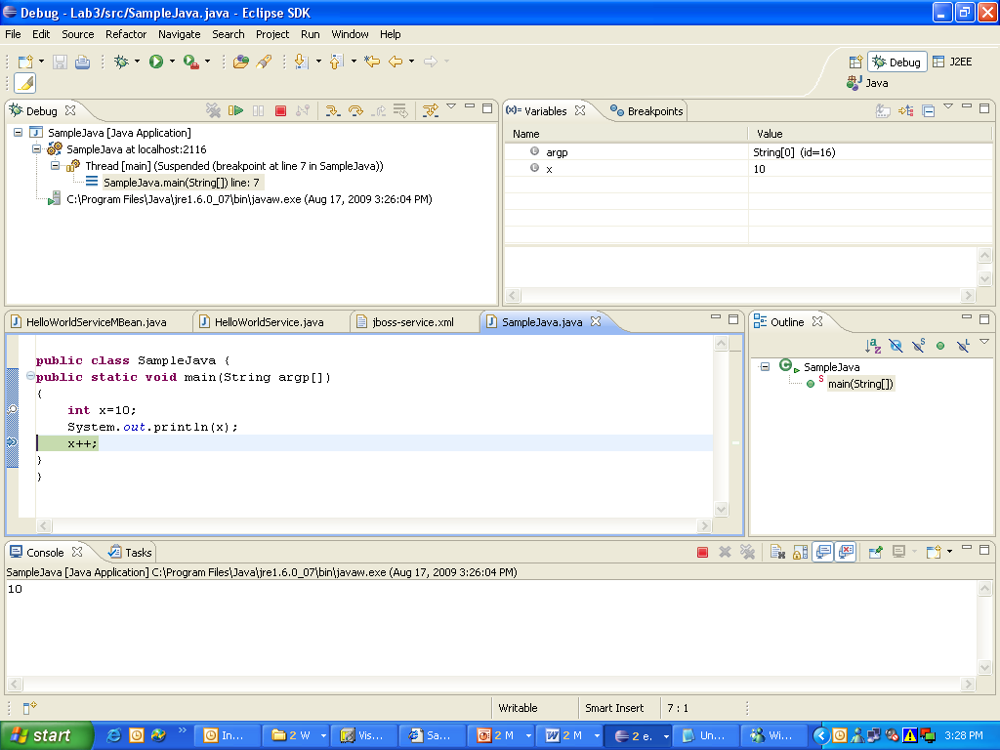 Debug - Lab3/src/SampleJava.java - Eclipse SDK
File Edit Source Refactor Navigate Search Project Run Window Help
Debug J2EE
Java
Debug
SampleJava [Java Application]
SampleJava at localhost:2116
Thread [main] (Suspended (breakpoint at line 7 in SampleJava))
SampleJava.main(String[]) line: 7
C:\Program Files\Java\jre1.6.0_07\bin\javaw.exe (Aug 17, 2009 3:26:04 PM)
(x)= Variables Breakpoints
Name Value
argp String[0] (id=16)
x 10
HelloWorldServiceMBean.java HelloWorldService.java jboss-service.xml SampleJava.java
public class SampleJava {
public static void main(String argp[])
{
int x=10;
System.out.println(x);
x++;
}
}
Outline
SampleJava
main(String[])
Console Tasks
SampleJava [Java Application] C:\Program Files\Java\jre1.6.0_07\bin\javaw.exe (Aug 17, 2009 3:26:04 PM)
10
Writable Smart Insert 7 : 1
start In... 2 W Vis... Sa... 2 M 2 M 2 e. Un... Wi... 3:28 PM